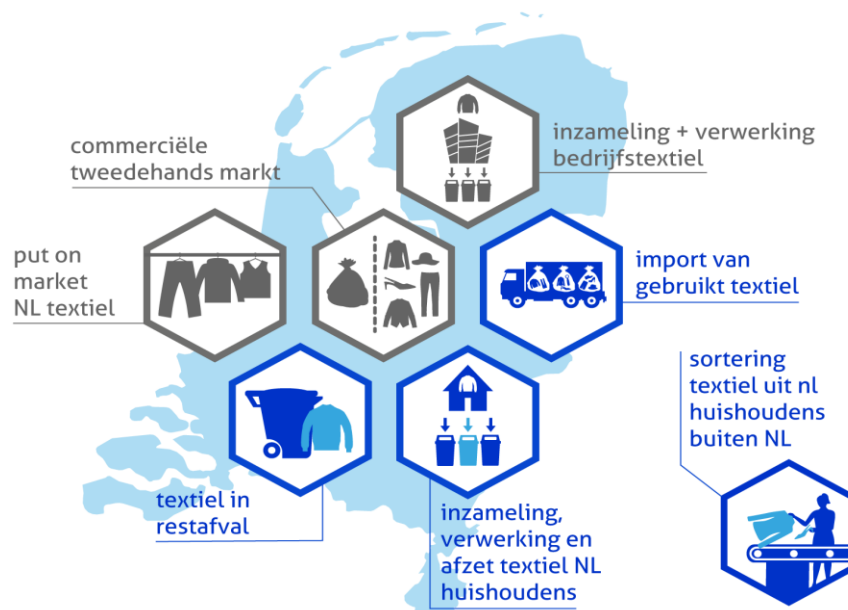 commerciële
tweedehands markt
inzameling + verwerking
bedrijfstextiel
put on
market
NL textiel
import van
gebruikt textiel
sortering
textiel uit nl
huishoudens
buiten NL
textiel in
restafval
inzameling,
verwerking en
afzet textiel NL
huishoudens